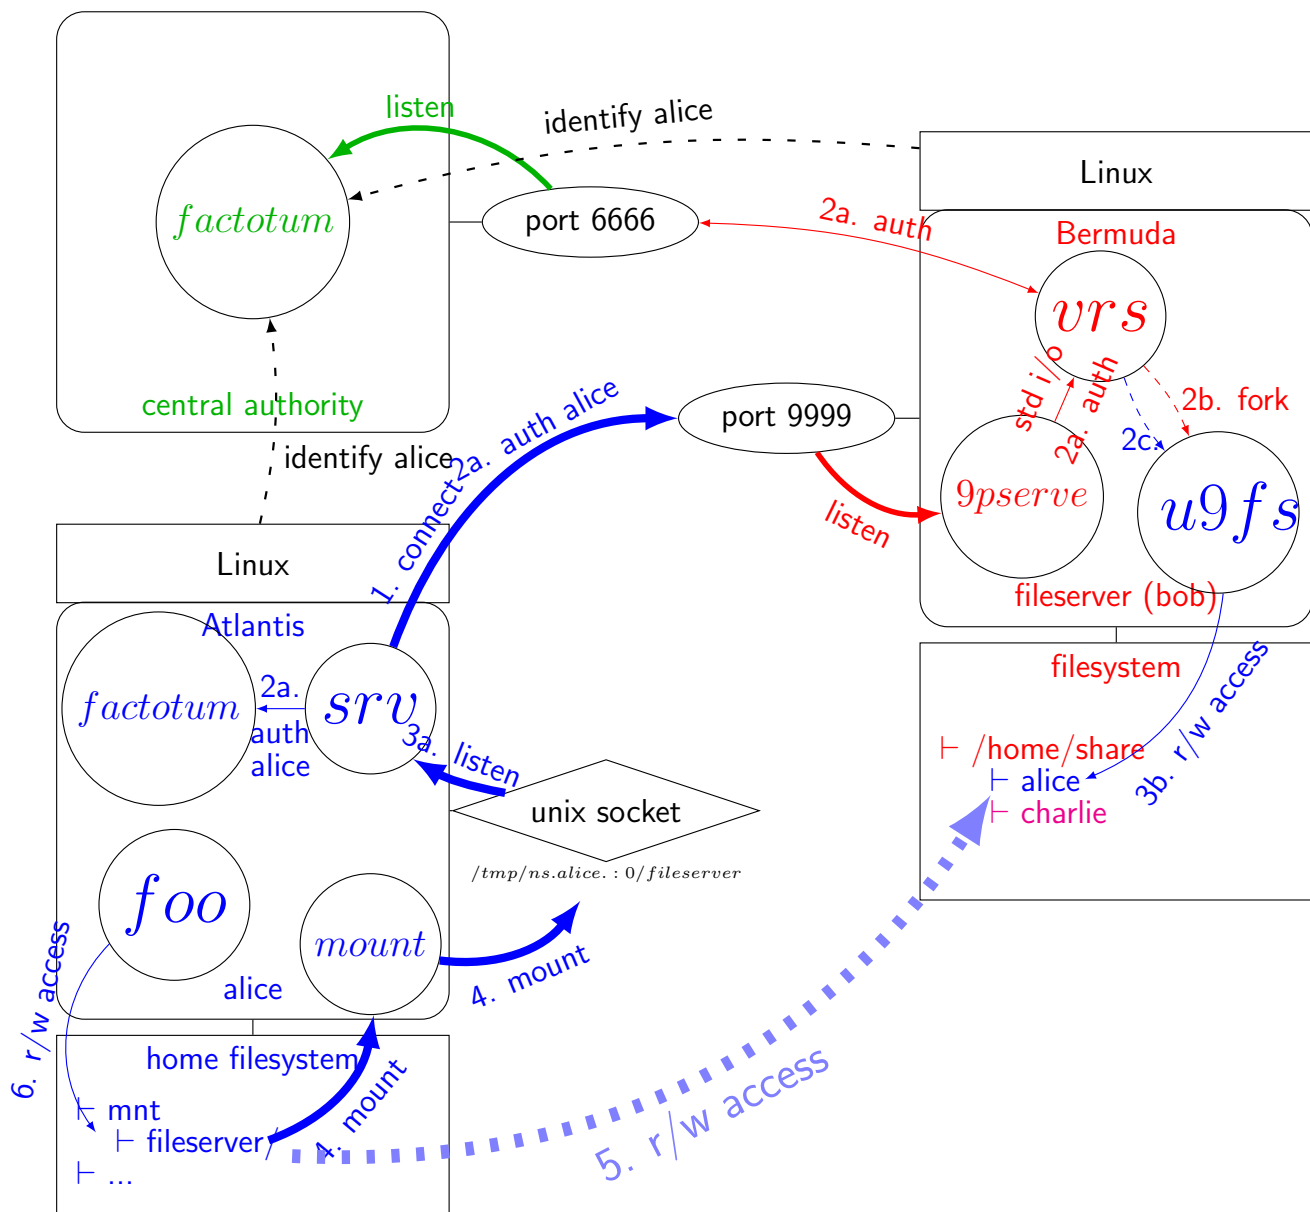 listen
identify alice
factotum
port 6666
central authority
identify alice
Linux
2a. auth
Bermuda
vrs
std i/o
2a. auth
2b. fork
2c.
port 9999
9pserve
u9fs
listen
fileserver (bob)
filesystem
⊢ /home/share
⊢ alice
⊢ charlie
3b. r/w access
1. connect
2a. auth alice
Linux
Atlantis
factotum
2a.
auth
alice
srv
3a. listen
unix socket
/tmp/ns.alice. : 0/fileserver
foo
mount
4. mount
alice
6. r/w access
home filesystem
⊢ mnt
⊢ fileserver/
⊢ ...
4. mount
5. r/w access